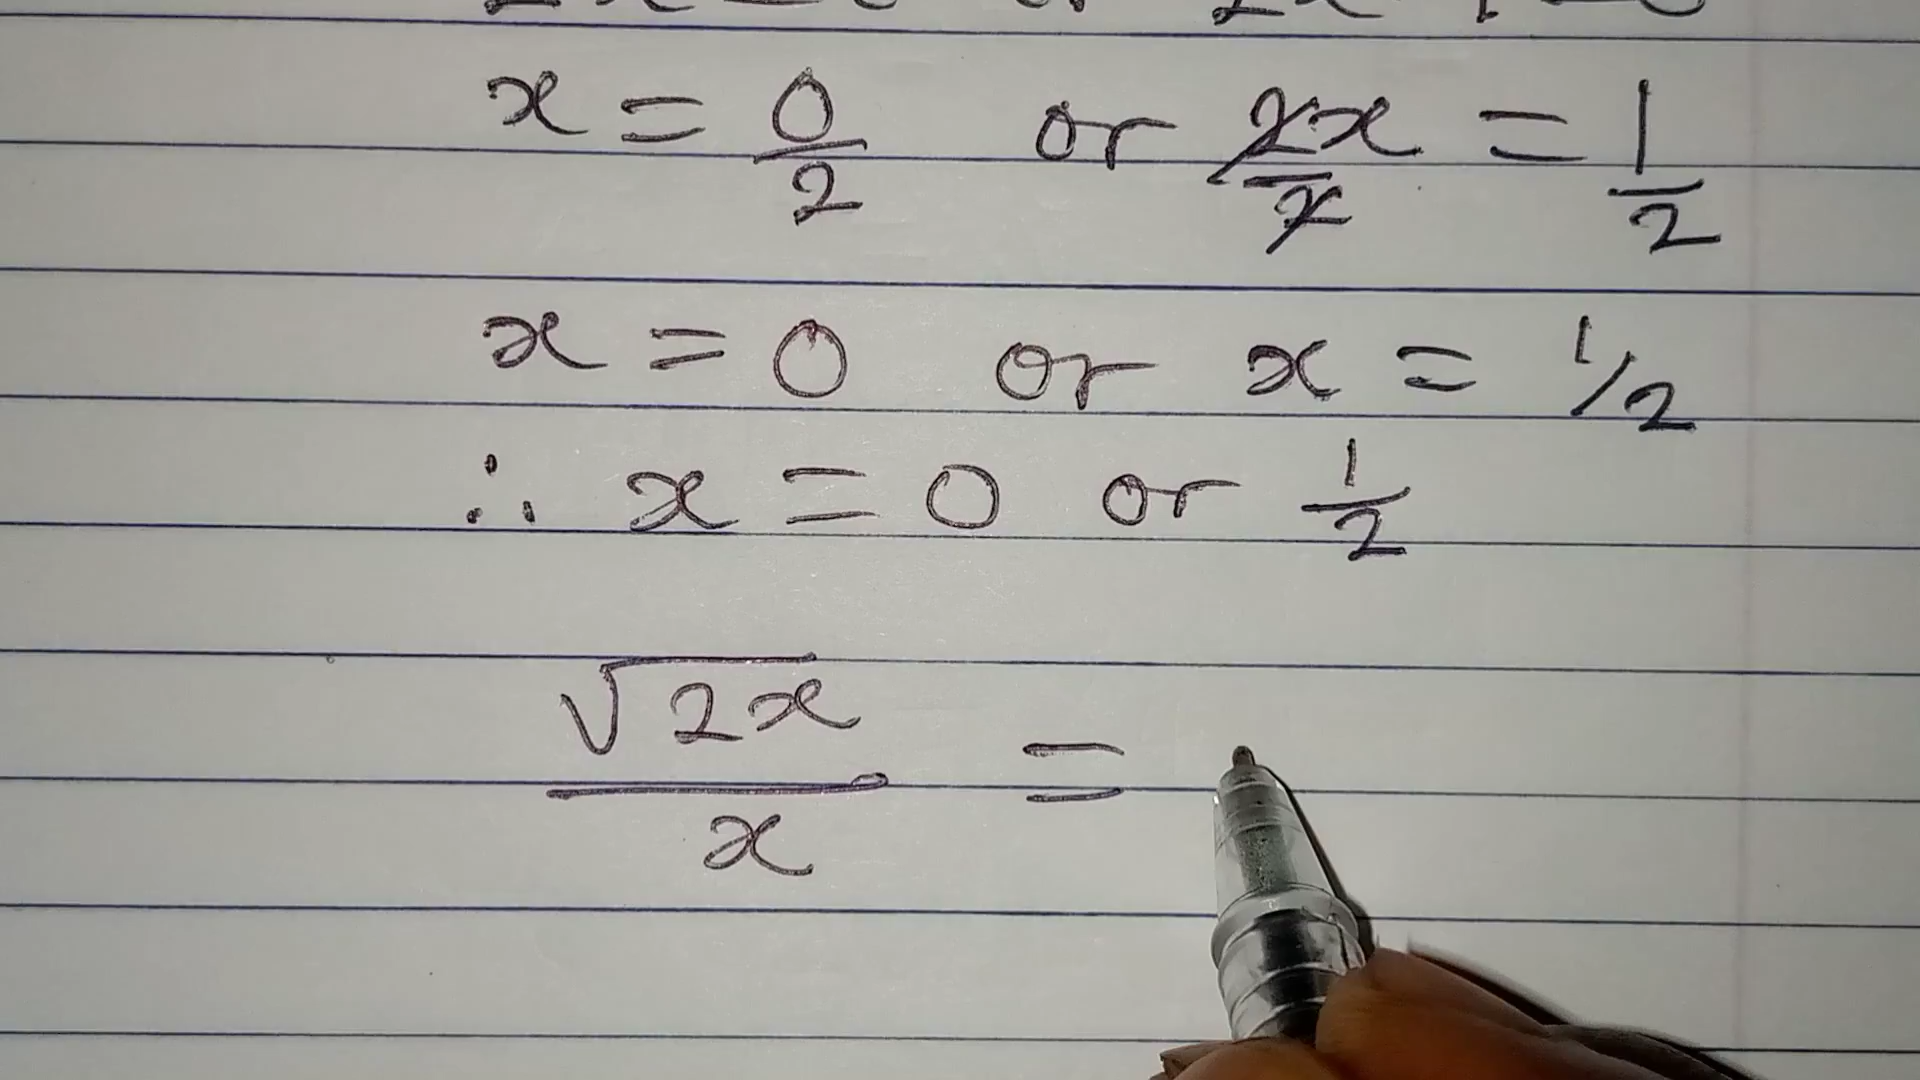 x = 0/2 or 2x/2 = 1/2
x = 0 or x = 1/2
∴ x = 0 or 1/2
√2x/x =